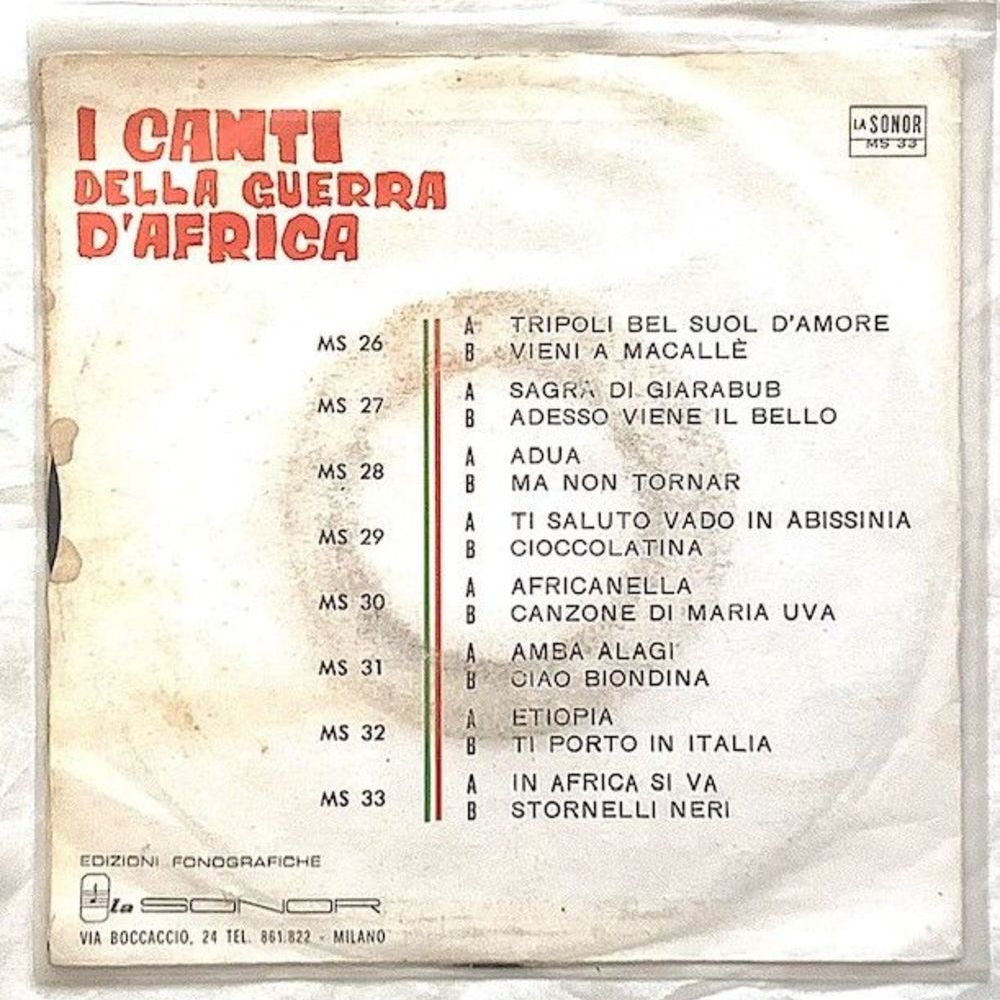 I CANTI
DELLA GUERRA
D'AFRICA
LA SONOR
MS 33
MS 26
A TRIPOLI BEL SUOL D'AMORE
B VIENI A MACALLÈ
MS 27
A SAGRA DI GIARABUB
B ADESSO VIENE IL BELLO
MS 28
A ADUA
B MA NON TORNAR
MS 29
A TI SALUTO VADO IN ABISSINIA
B CIOCCOLATINA
MS 30
A AFRICANELLA
B CANZONE DI MARIA UVA
MS 31
A AMBA ALAGI
B CIAO BIONDINA
MS 32
A ETIOPIA
B TI PORTO IN ITALIA
MS 33
A IN AFRICA SI VA
B STORNELLI NERI
EDIZIONI FONOGRAFICHE
la SONOR
VIA BOCCACCIO, 24 TEL. 861.822 - MILANO